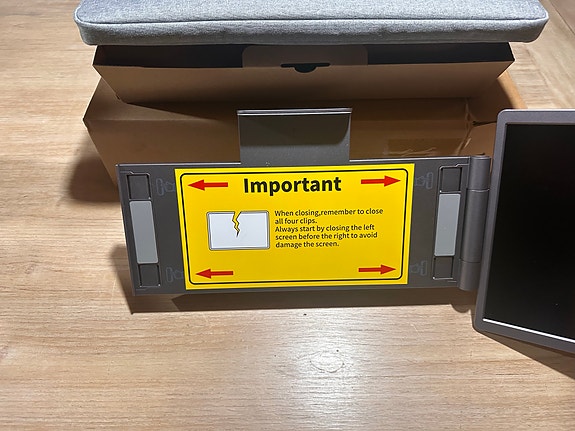 Important
When closing,remember to close
all four clips.
Always start by closing the left
screen before the right to avoid
damage the screen.